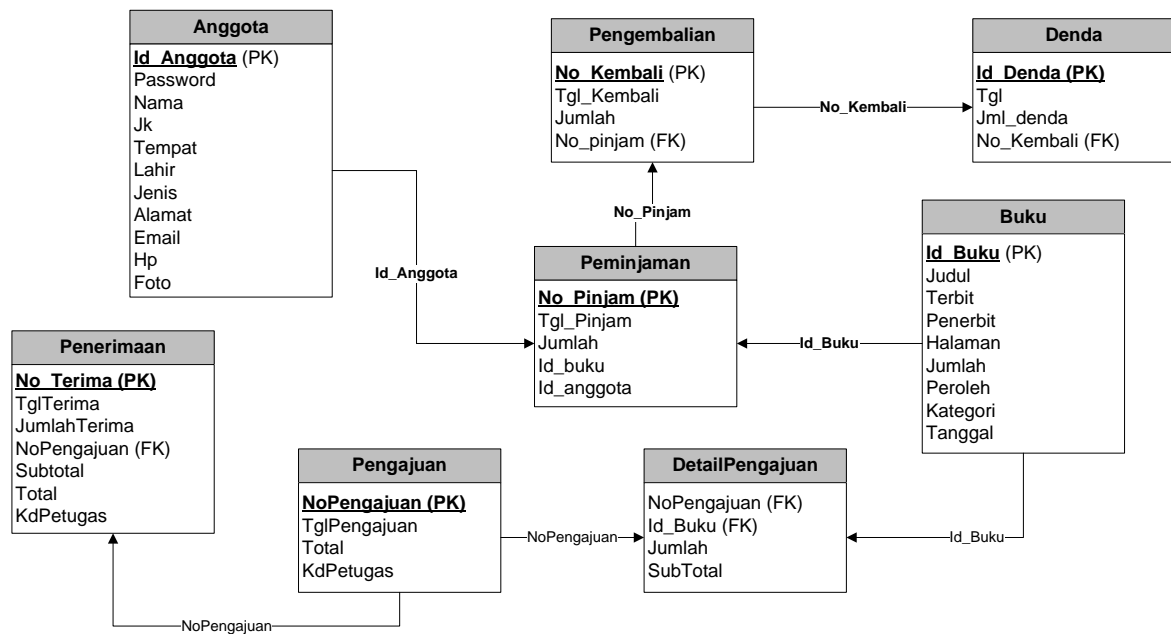 Anggota
Id_Anggota (PK)
Password
Nama
Jk
Tempat
Lahir
Jenis
Alamat
Email
Hp
Foto
Pengembalian
No_Kembali (PK)
Tgl_Kembali
Jumlah
No_pinjam (FK)
No_Kembali
Denda
Id_Denda (PK)
Tgl
Jml_denda
No_Kembali (FK)
No_Pinjam
Id_Anggota
Peminjaman
No_Pinjam (PK)
Tgl_Pinjam
Jumlah
Id_buku
Id_anggota
Id_Buku
Buku
Id_Buku (PK)
Judul
Terbit
Penerbit
Halaman
Jumlah
Peroleh
Kategori
Tanggal
Penerimaan
No_Terima (PK)
TglTerima
JumlahTerima
NoPengajuan (FK)
Subtotal
Total
KdPetugas
Pengajuan
NoPengajuan (PK)
TglPengajuan
Total
KdPetugas
NoPengajuan
DetailPengajuan
NoPengajuan (FK)
Id_Buku (FK)
Jumlah
SubTotal
Id_Buku
NoPengajuan